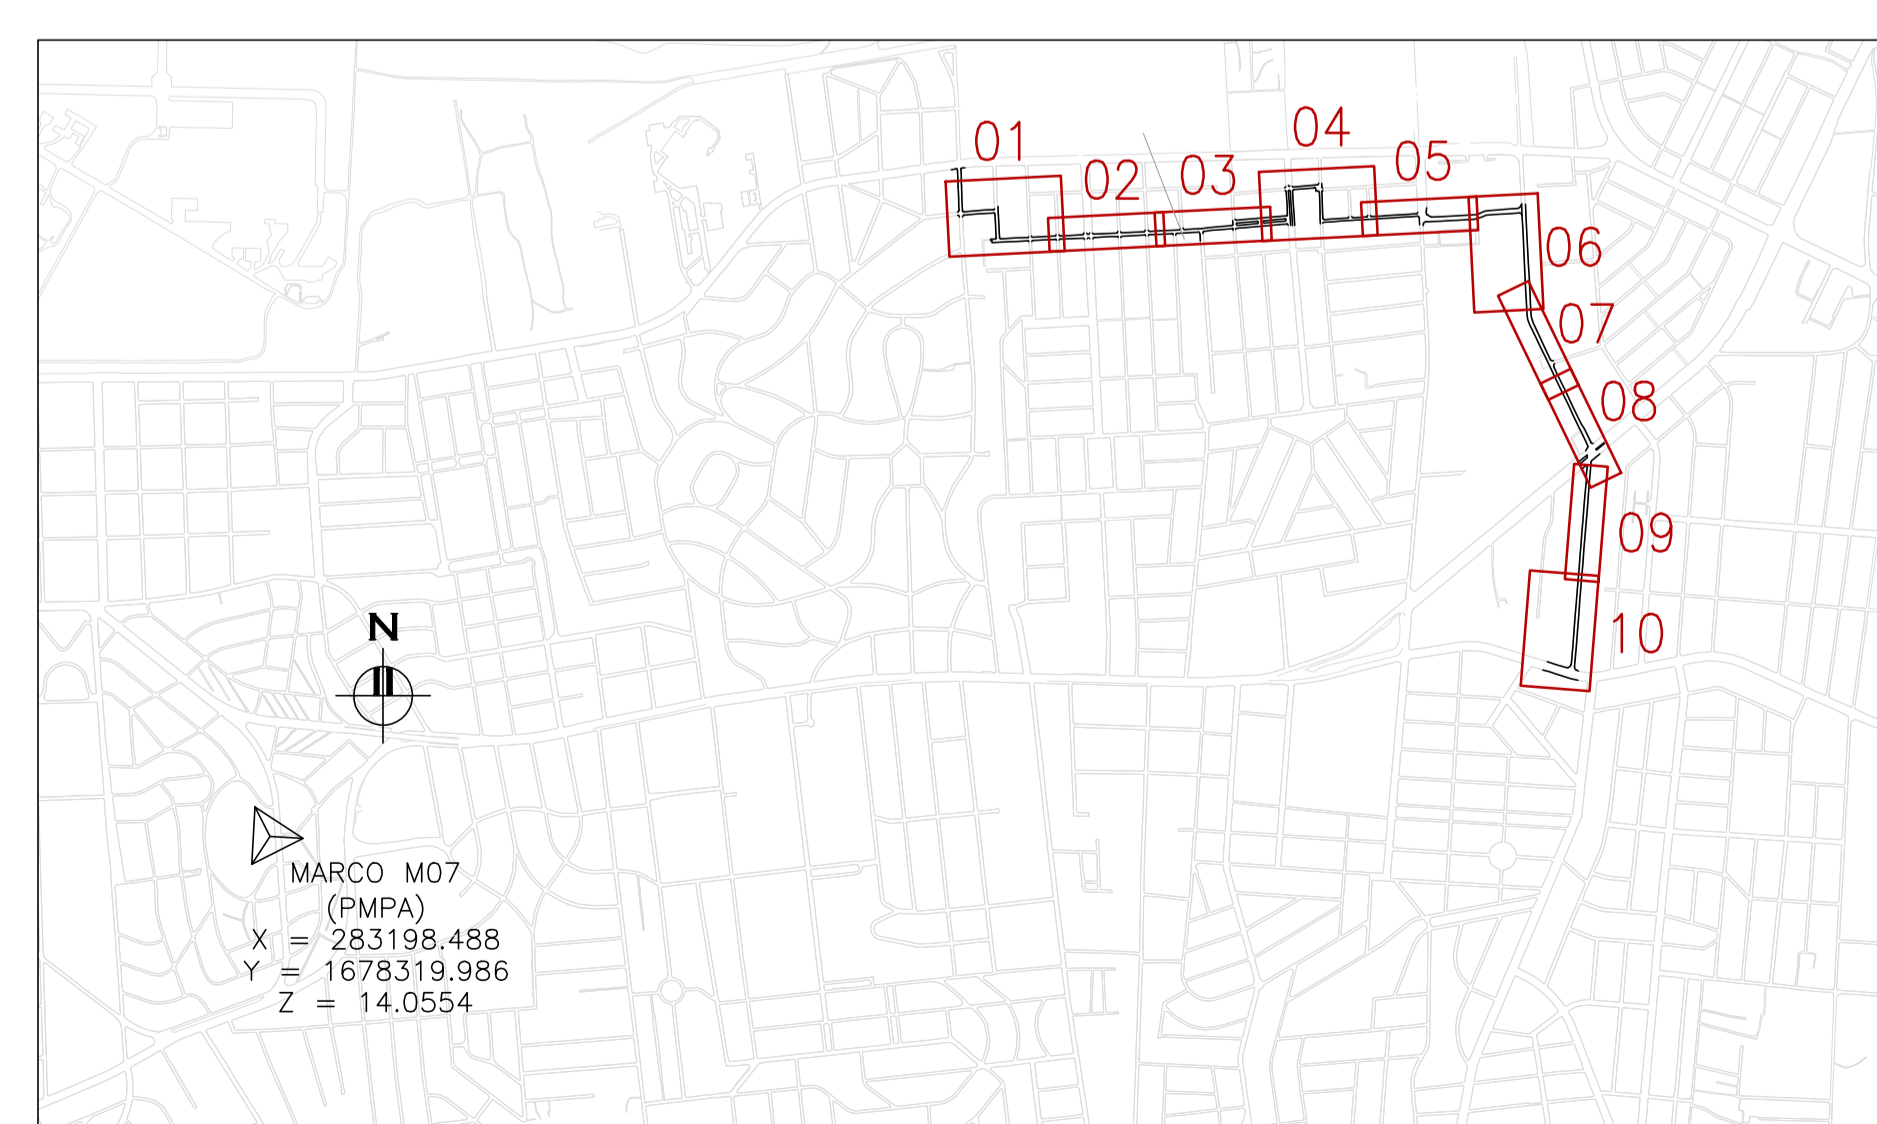 01
02
03
04
05
06
07
08
09
10
N
MARCO M07
(PMPA)
X = 283198.488
Y = 1678319.986
Z = 14.0554